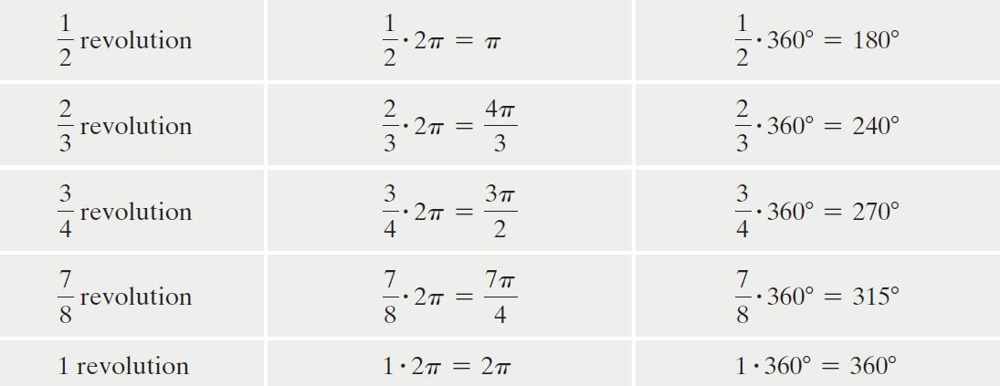 1/2 revolution 1/2 · 2π = π 1/2 · 360° = 180°
2/3 revolution 2/3 · 2π = 4π/3 2/3 · 360° = 240°
3/4 revolution 3/4 · 2π = 3π/2 3/4 · 360° = 270°
7/8 revolution 7/8 · 2π = 7π/4 7/8 · 360° = 315°
1 revolution 1 · 2π = 2π 1 · 360° = 360°